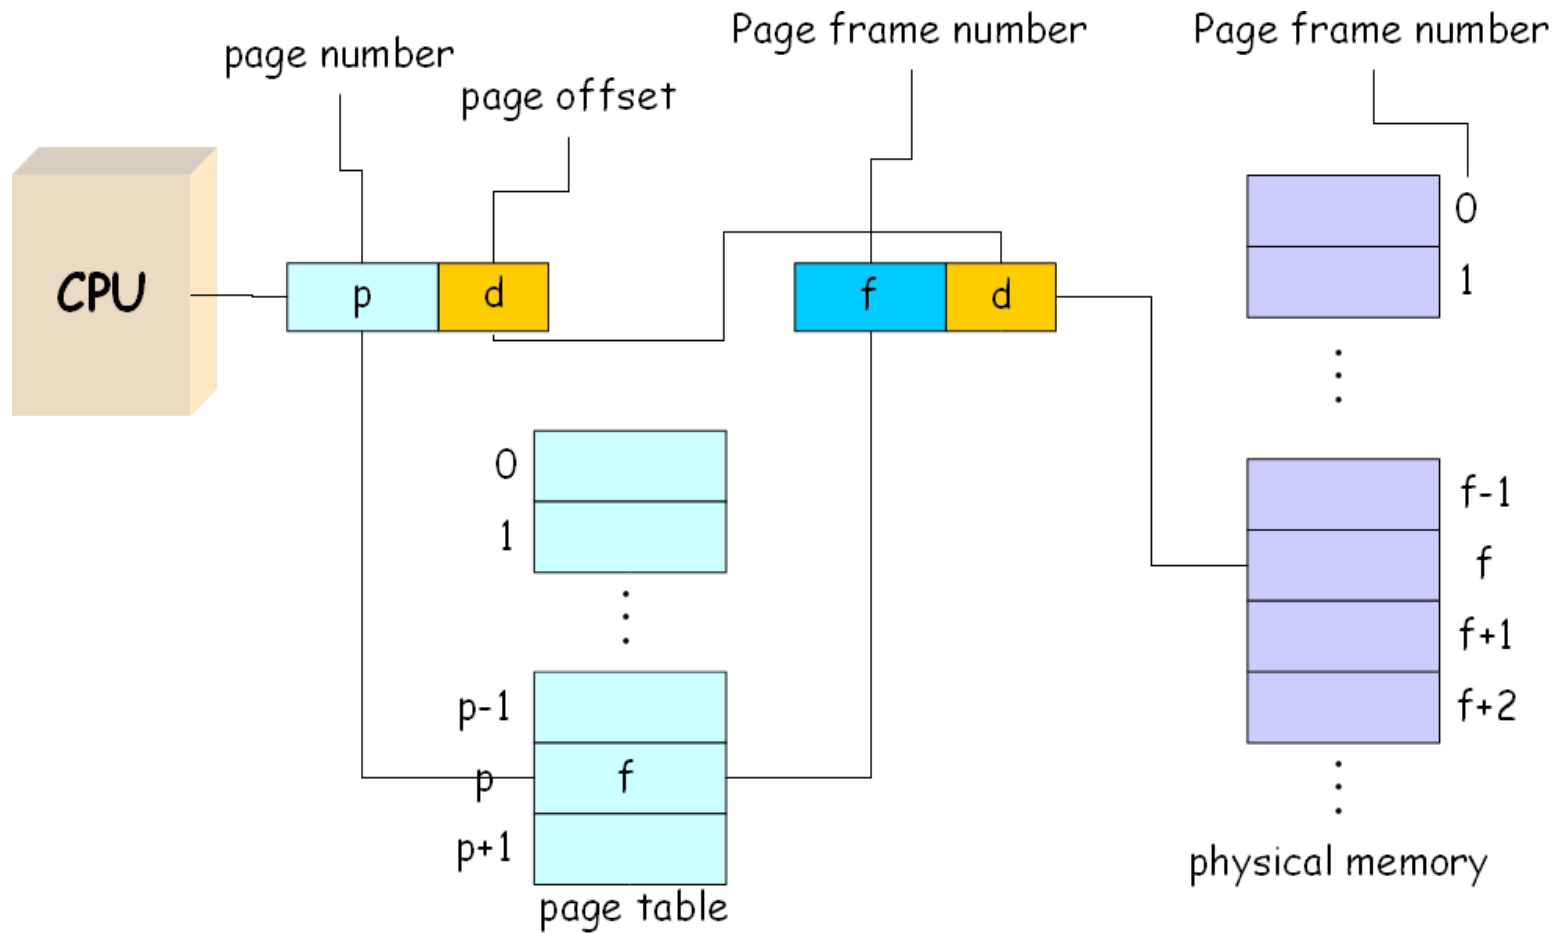 page number
page offset
Page frame number
Page frame number
CPU
p
d
f
d
0
1
0
1
p-1
p
f
p+1
page table
f-1
f
f+1
f+2
physical memory